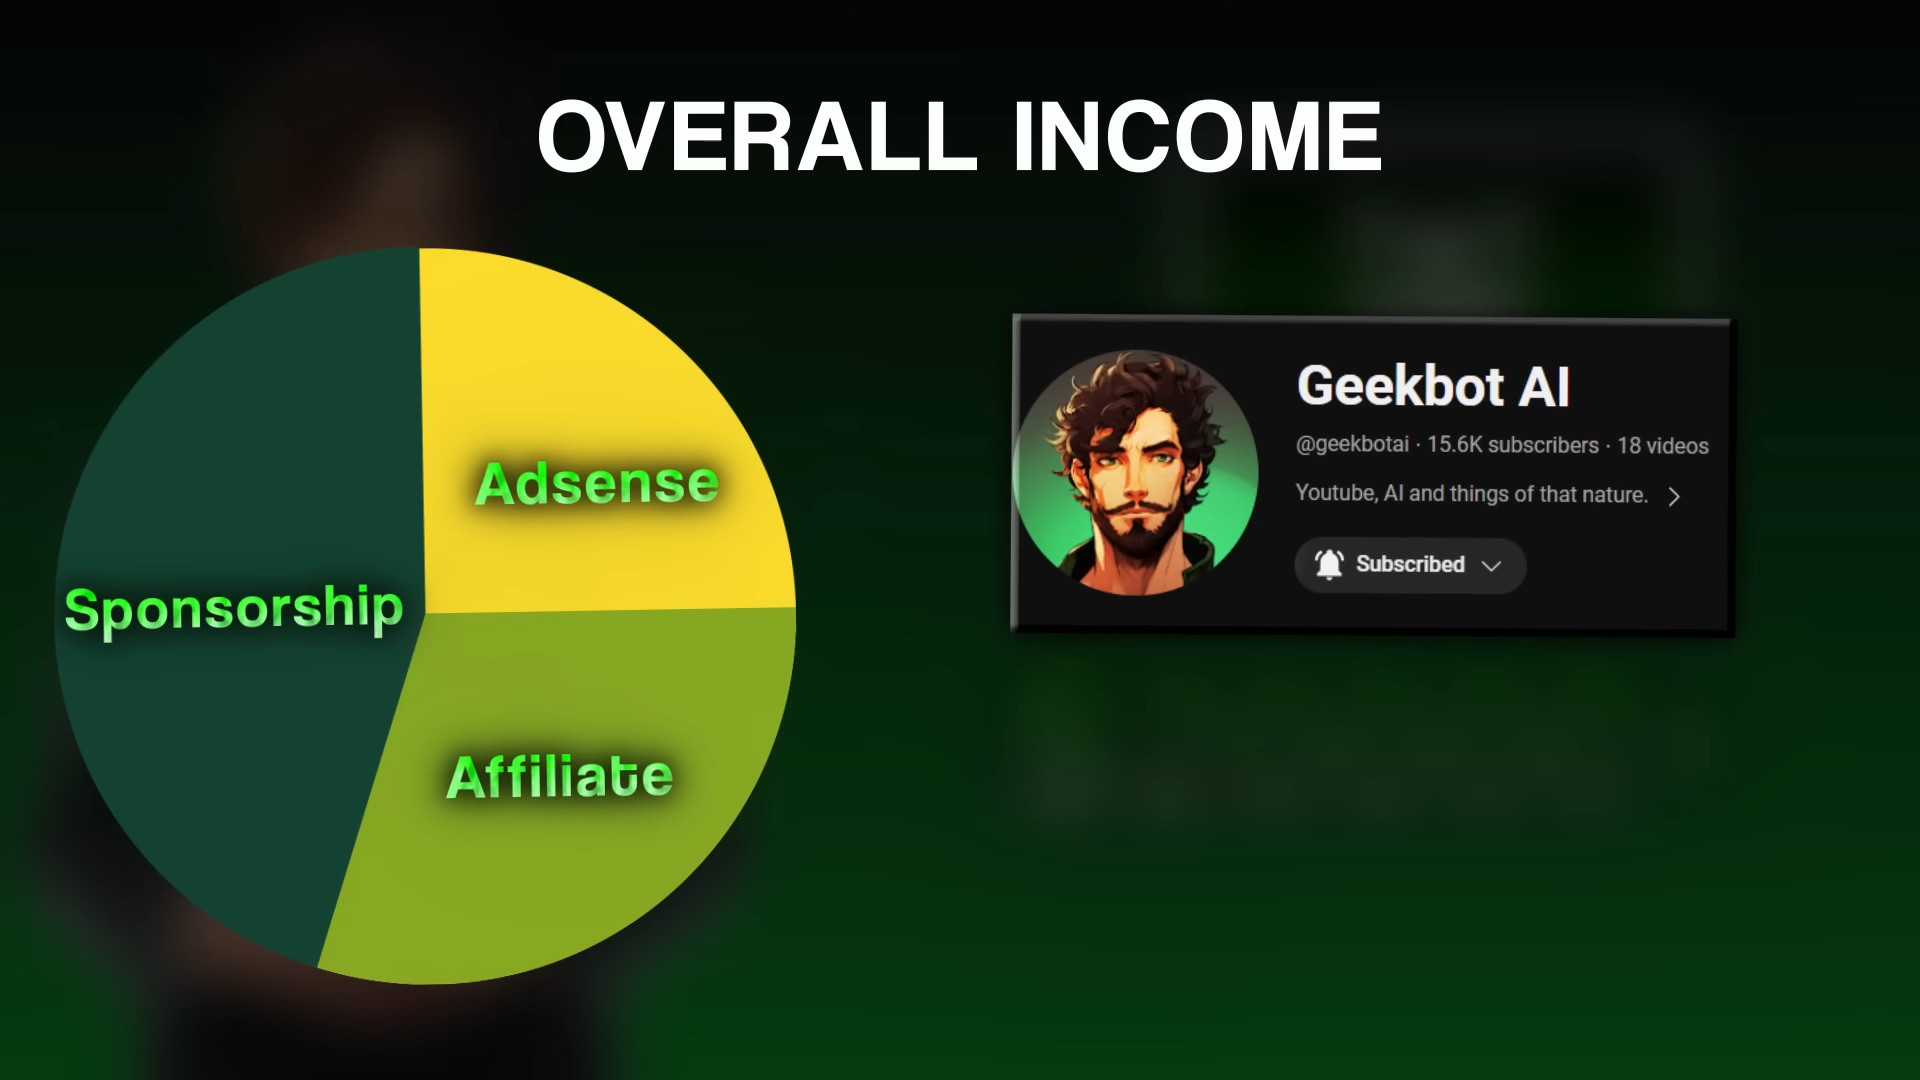 OVERALL INCOME
Adsense
Sponsorship
Affiliate
Geekbot AI
@geekbotai · 15.6K subscribers · 18 videos
Youtube, AI and things of that nature.
Subscribed